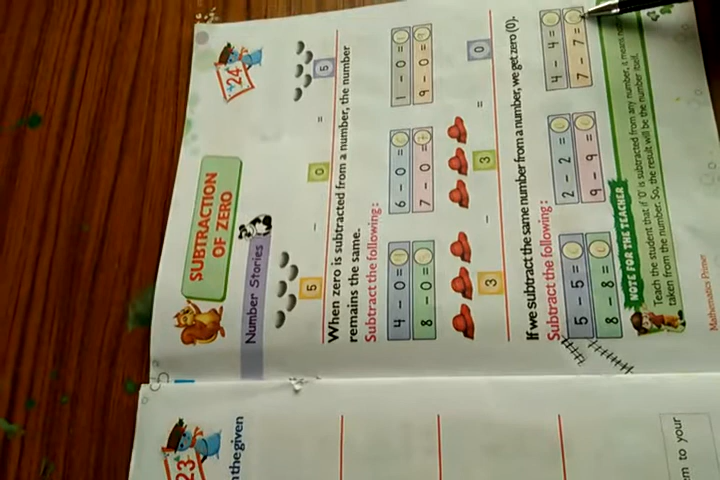 24
SUBTRACTION
OF ZERO
Number Stories
5 − 0 = 5
When zero is subtracted from a number, the number
remains the same.
Subtract the following :
4 − 0 = 6 − 0 = 1 − 0 =
8 − 0 = 7 − 0 = 9 − 0 =
3 − 3 = 0
If we subtract the same number from a number, we get zero (0).
Subtract the following :
5 − 5 = 2 − 2 = 4 − 4 =
8 − 8 = 9 − 9 = 7 − 7 =
NOTE FOR THE TEACHER
Teach the student that if '0' is subtracted from any number, it means
taken from the number. So, the result will be the number itself.
Mathematics Prime
23
the given
to your